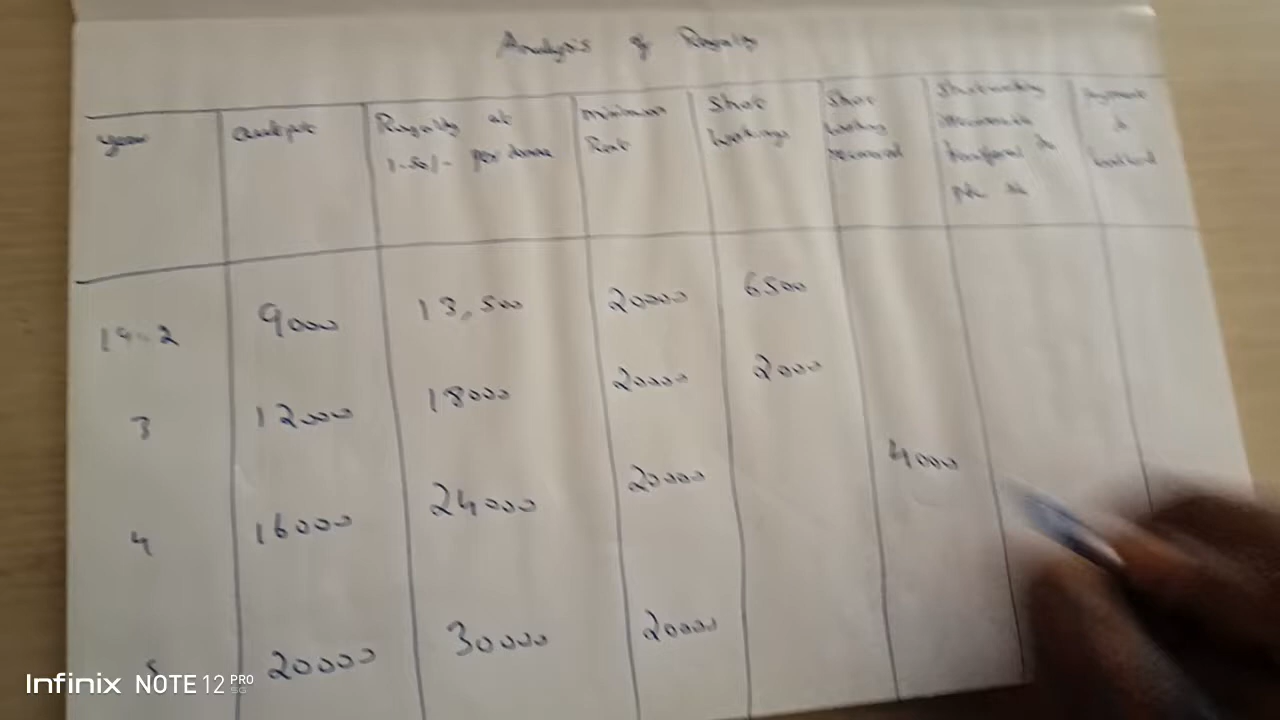 Analysis of Royalty
year
output
Royalty at
1.50/- per tonne
minimum
Rent
Short
workings
Short
working
recouped
Shortworking
transferred to
P/L A/c
Payment
to
landlord
19-2 9000 13,500 20000 6500
3 12000 18000 20000 2000
4 16000 24000 20000 4000
5 20000 30000 20000
Infinix NOTE 12 PRO
5G